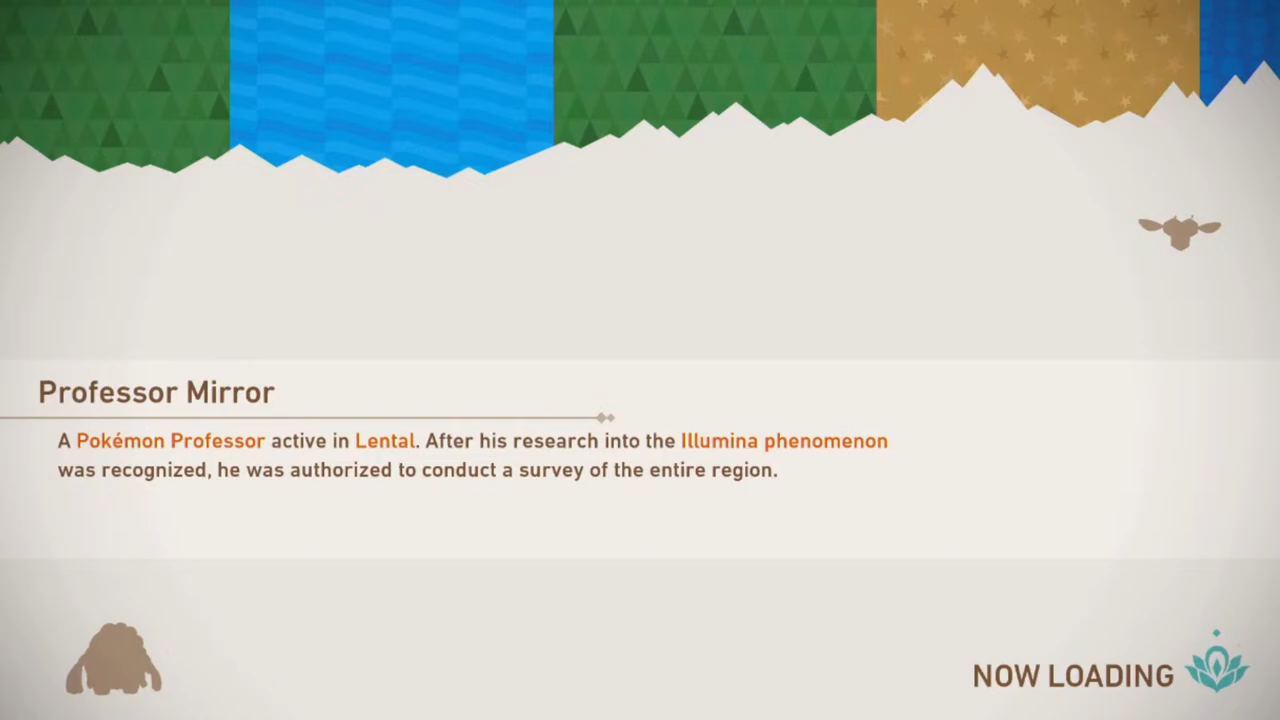 Professor Mirror
A Pokémon Professor active in Lental. After his research into the Illumina phenomenon
was recognized, he was authorized to conduct a survey of the entire region.
NOW LOADING